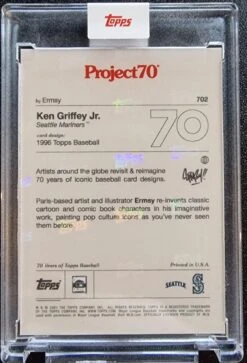 Topps
Project70®
by Ermsy
702
Ken Griffey Jr.
Seattle Mariners™
card design:
1996 Topps Baseball
70
Artists around the globe revisit & reimagine
70 years of iconic baseball card designs.
Paris-based artist and illustrator Ermsy re-invents classic
cartoon and comic book characters in his imaginative
work, painting pop culture icons as you've never seen
them before.
70 Years of Topps Baseball
Printed in U.S.A.
Topps
SEATTLE
S